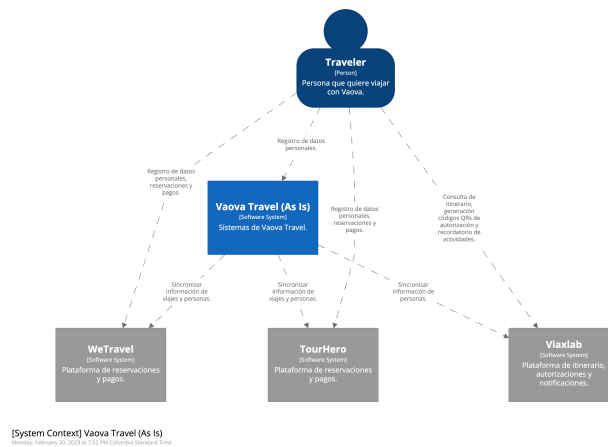 Traveler
[Person]
Persona que quiere viajar
con Vaova.
Registro de datos
personales.
Registro de datos
personales,
reservaciones y
pagos.
Vaova Travel (As Is)
[Software System]
Sistemas de Vaova Travel.
Registro de datos
personales,
reservaciones y
pagos.
Consulta de
itinerario,
generación
códigos QRs de
autorización y
recordatorio de
actividades.
Sincronizar
información de
viajes y personas.
Sincronizar
información de
viajes y personas.
Sincronizar
información de
personas.
WeTravel
[Software System]
Plataforma de reservaciones
y pagos.
TourHero
[Software System]
Plataforma de reservaciones
y pagos.
Viaxlab
[Software System]
Plataforma de itinerario,
autorizaciones y
notificaciones.
[System Context] Vaova Travel (As Is)
Monday, February 20, 2023 at 7:52 PM Colombia Standard Time